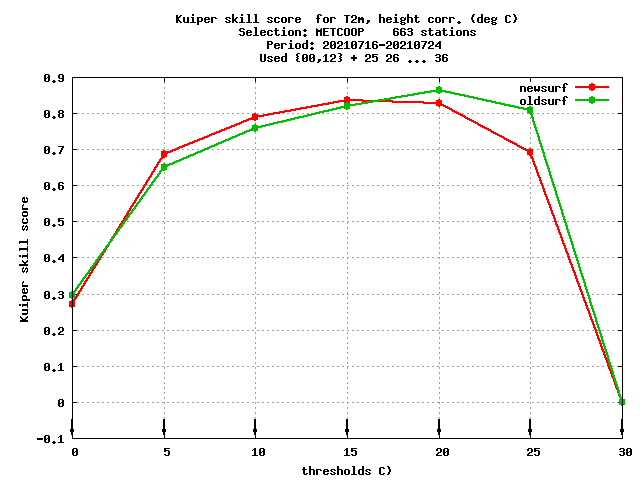 Kuiper skill score  for T2m, height corr. (deg C)
Selection: METCOOP    663 stations
Period: 20210716-20210724
Used {00,12} + 25 26 ... 36
newsurf
oldsurf
0.9
0.8
0.7
0.6
0.5
0.4
0.3
0.2
0.1
0
-0.1
Kuiper skill score
0 5 10 15 20 25 30
thresholds C)